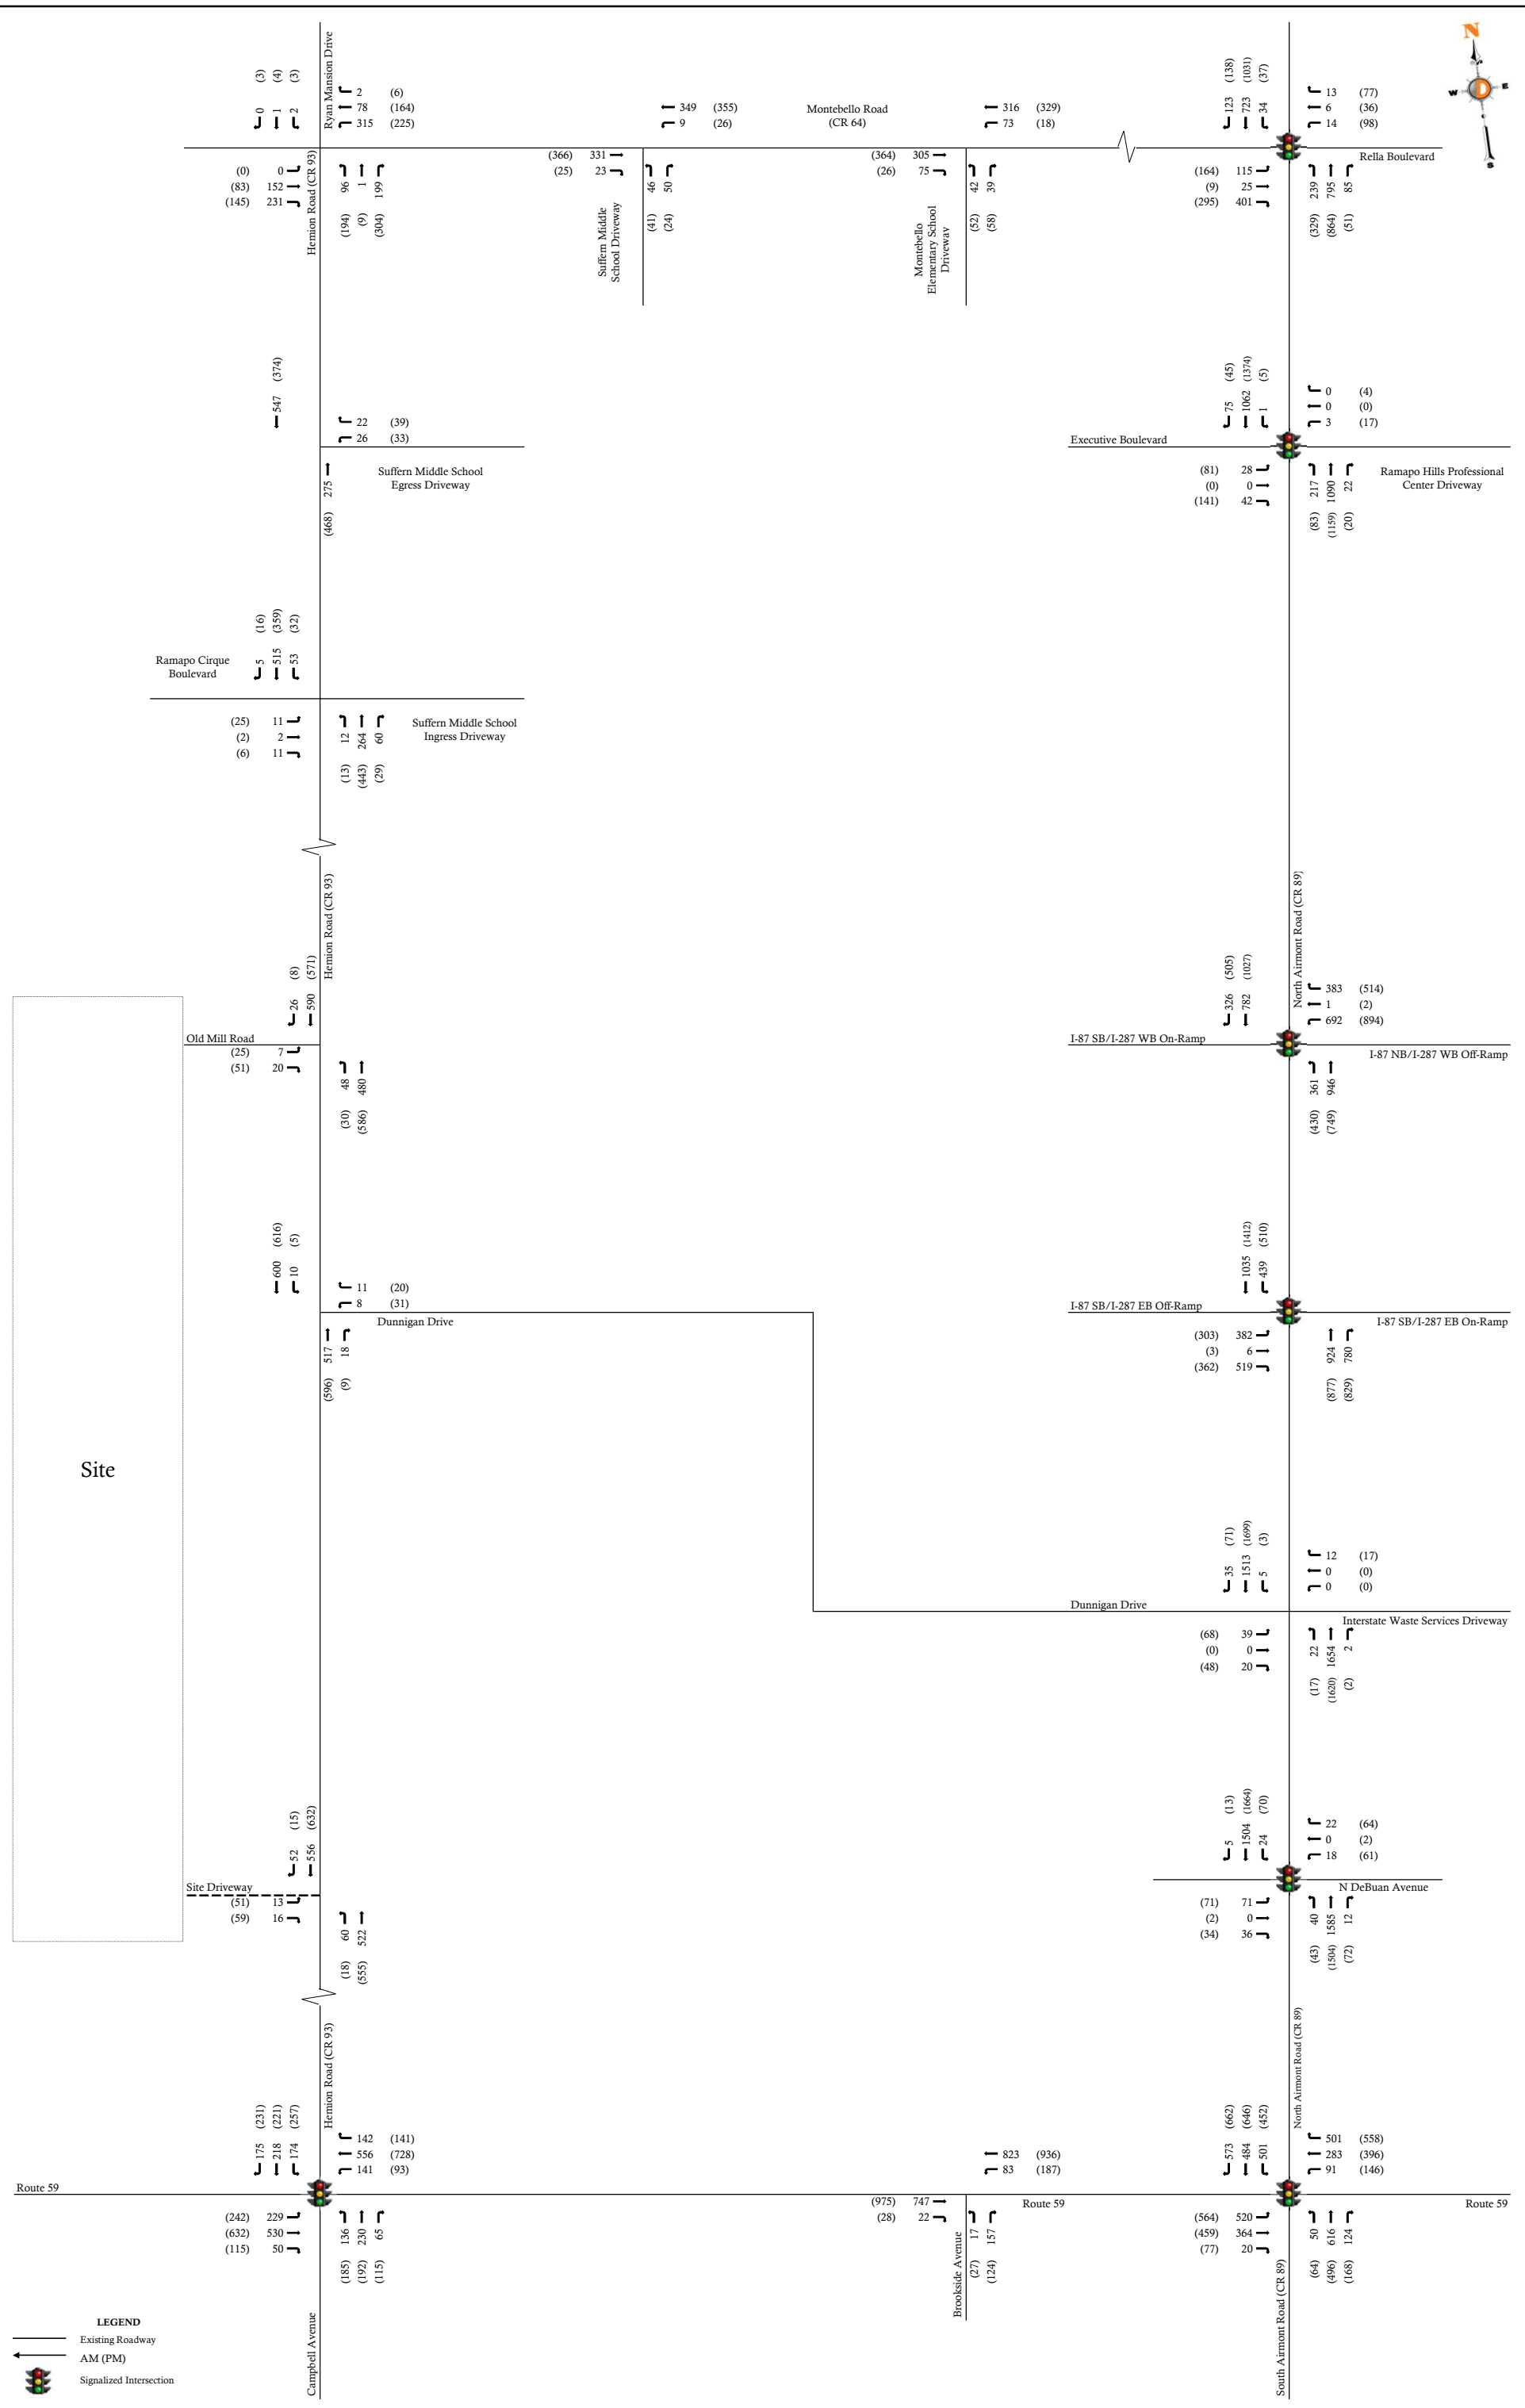 N
W D E
S
Ryan Mansion Drive
(3) (4) (3)
0 1 2
2 (6)
78 (164)
315 (225)
(0) 0
(83) 152
(145) 231
Hemion Road (CR 93)
96 1 199
(194) (9) (304)
349 (355)
9 (26)
(366) 331
(25) 23
46 50
(41) (24)
Suffern Middle
School Driveway
Montebello Road
(CR 64)
316 (329)
73 (18)
(364) 305
(26) 75
42 39
(52) (58)
Montebello
Elementary School
Driveway
(138) (1031) (37)
123 723 34
13 (77)
6 (36)
14 (98)
Rella Boulevard
(164) 115
(9) 25
(295) 401
239 795 85
(329) (864) (51)
(374)
547
22 (39)
26 (33)
275
(468)
Suffern Middle School
Egress Driveway
(45) (1374) (5)
75 1062 1
0 (4)
0 (0)
3 (17)
Executive Boulevard
(81) 28
(0) 0
(141) 42
217 1090 22
(83) (1159) (20)
Ramapo Hills Professional
Center Driveway
(16) (359) (32)
5 515 53
Ramapo Cirque
Boulevard
(25) 11
(2) 2
(6) 11
12 264 60
(13) (443) (29)
Suffern Middle School
Ingress Driveway
Hemion Road (CR 93)
(8) (571)
26 590
Old Mill Road
(25) 7
(51) 20
48 480
(30) (586)
North Airmont Road (CR 89)
(505) (1027)
326 782
383 (514)
1 (2)
692 (894)
I-87 SB/I-287 WB On-Ramp
I-87 NB/I-287 WB Off-Ramp
361 946
(430) (749)
(616) (5)
600 10
11 (20)
8 (31)
Dunnigan Drive
517 18
(596) (9)
(1412) (510)
1035 439
I-87 SB/I-287 EB Off-Ramp
I-87 SB/I-287 EB On-Ramp
(303) 382
(3) 6
(362) 519
924 780
(877) (829)
Site
(71) (1699) (3)
35 1513 5
12 (17)
0 (0)
0 (0)
Dunnigan Drive
Interstate Waste Services Driveway
(68) 39
(0) 0
(48) 20
22 1654 2
(17) (1620) (2)
(15) (632)
52 556
Site Driveway
(51) 13
(59) 16
60 522
(18) (555)
(13) (1664) (70)
5 1504 24
22 (64)
0 (2)
18 (61)
N DeBuan Avenue
(71) 71
(2) 0
(34) 36
40 1585 12
(43) (1504) (72)
Hemion Road (CR 93)
(231) (221) (257)
175 218 174
142 (141)
556 (728)
141 (93)
Route 59
(242) 229
(632) 530
(115) 50
136 230 65
(185) (192) (115)
Campbell Avenue
823 (936)
83 (187)
(975) 747
(28) 22
Route 59
17 157
(27) (124)
Brookside Avenue
North Airmont Road (CR 89)
(662) (646) (452)
573 484 501
501 (558)
283 (396)
91 (146)
Route 59
(564) 520
(459) 364
(77) 20
50 616 124
(64) (496) (168)
South Airmont Road (CR 89)
LEGEND
Existing Roadway
AM (PM)
Signalized Intersection